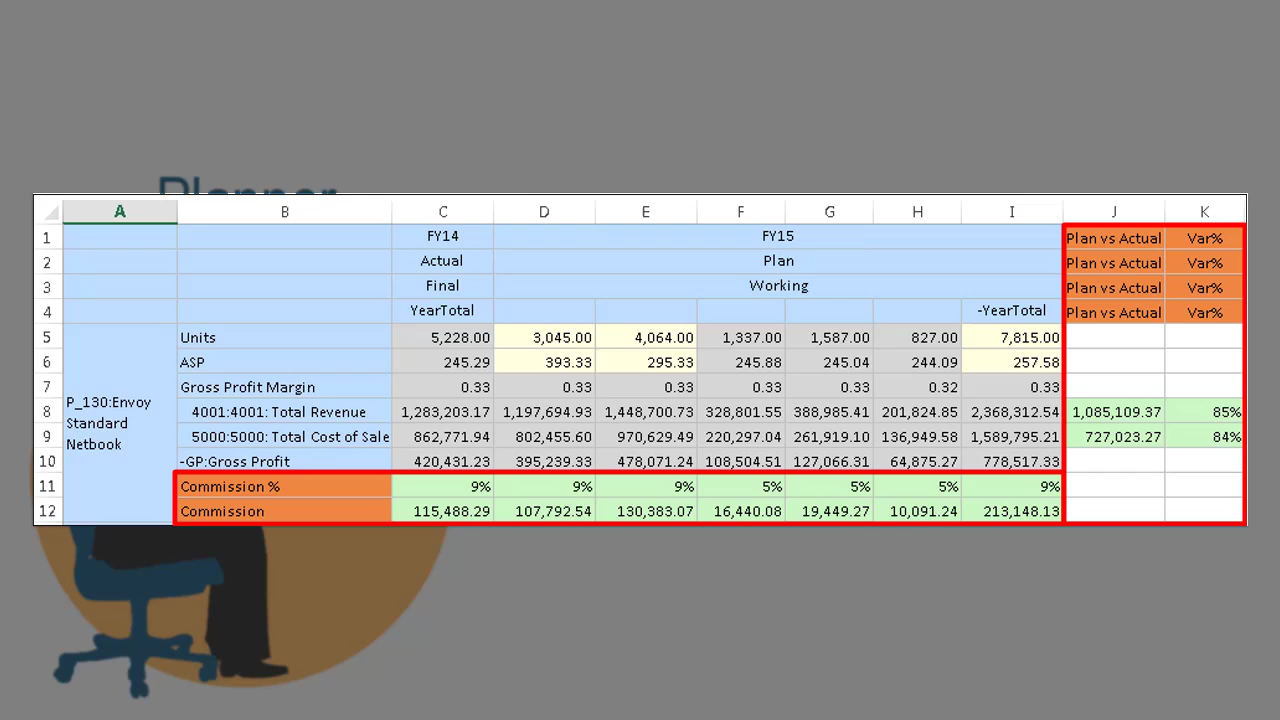 Planner
A B C D E F G H I J K
1 FY14 FY15 Plan vs Actual Var%
2 Actual Plan Plan vs Actual Var%
3 Final Working Plan vs Actual Var%
4 YearTotal -YearTotal Plan vs Actual Var%
5 Units 5,228.00 3,045.00 4,064.00 1,337.00 1,587.00 827.00 7,815.00
6 ASP 245.29 393.33 295.33 245.88 245.04 244.09 257.58
7 Gross Profit Margin 0.33 0.33 0.33 0.33 0.33 0.32 0.33
P_130:Envoy
Standard
Netbook
8 4001:4001: Total Revenue 1,283,203.17 1,197,694.93 1,448,700.73 328,801.55 388,985.41 201,824.85 2,368,312.54 1,085,109.37 85%
9 5000:5000: Total Cost of Sale 862,771.94 802,455.60 970,629.49 220,297.04 261,919.10 136,949.58 1,589,795.21 727,023.27 84%
10 -GP:Gross Profit 420,431.23 395,239.33 478,071.24 108,504.51 127,066.31 64,875.27 778,517.33
11 Commission % 9% 9% 9% 5% 5% 5% 9%
12 Commission 115,488.29 107,792.54 130,383.07 16,440.08 19,449.27 10,091.24 213,148.13